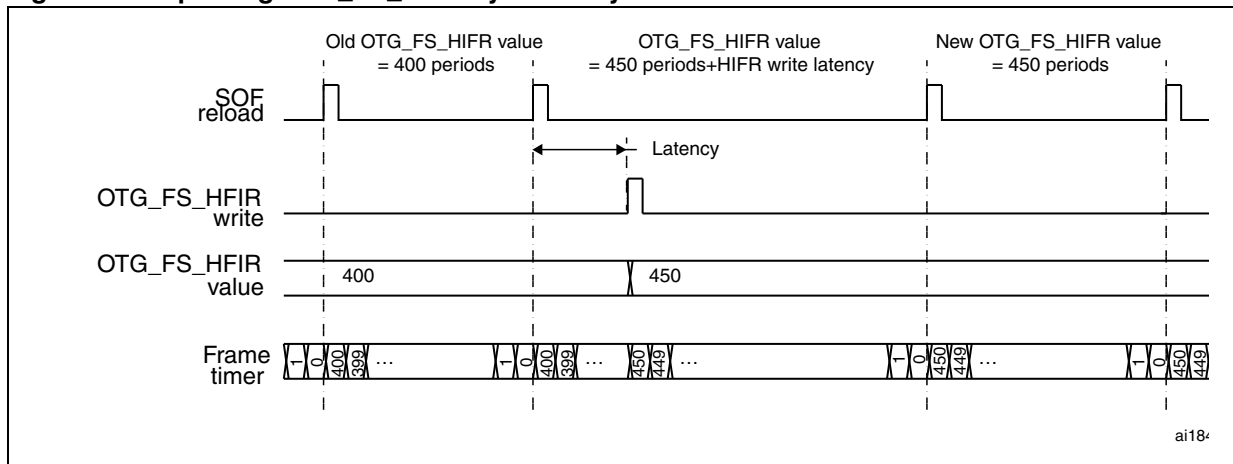 Old OTG_FS_HIFR value
= 400 periods
OTG_FS_HIFR value
= 450 periods+HIFR write latency
New OTG_FS_HIFR value
= 450 periods
SOF
reload
Latency
OTG_FS_HFIR
write
OTG_FS_HFIR
value
400
450
Frame
timer
1 0 400 399 ... 1 0 400 399 ... 450 449 ... 1 0 450 449 ... 1 0 450 449
ai184